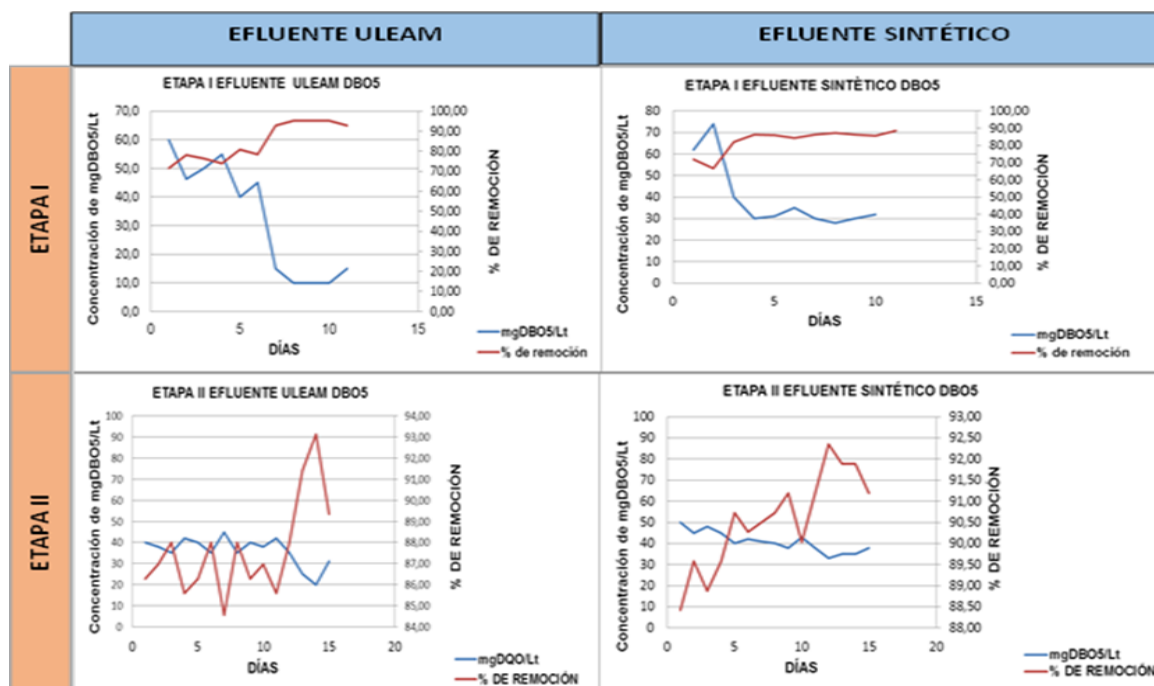 EFLUENTE ULEAM
EFLUENTE SINTÉTICO
ETAPA I
ETAPA I EFLUENTE ULEAM DBO5
Concentración de mgDBO5/Lt
70,0
60,0
50,0
40,0
30,0
20,0
10,0
0,0
100,00
90,00
80,00
70,00
60,00
50,00
40,00
30,00
20,00
10,00
0,00
% DE REMOCIÓN
0 5 10 15
DÍAS
mgDBO5/Lt
% de remoción
ETAPA I EFLUENTE SINTÈTICO DBO5
Concentración de mgDBO5/Lt
80
70
60
50
40
30
20
10
0
100,00
90,00
80,00
70,00
60,00
50,00
40,00
30,00
20,00
10,00
0,00
% DE REMOCIÓN
0 5 10 15
DÍAS
mgDBO5/Lt
% de remoción
ETAPA II
ETAPA II EFLUENTE ULEAM DBO5
Concentración de mgDBO5/Lt
100
90
80
70
60
50
40
30
20
10
0
94,00
93,00
92,00
91,00
90,00
89,00
88,00
87,00
86,00
85,00
84,00
% DE REMOCIÓN
0 5 10 15 20
DÍAS
mgDQO/Lt
% DE REMOCIÓN
ETAPA II EFLUENTE SINTÉTICO DBO5
Concentración de mgDBO5/Lt
100
90
80
70
60
50
40
30
20
10
0
93,00
92,50
92,00
91,50
91,00
90,50
90,00
89,50
89,00
88,50
88,00
% DE REMOCIÓN
0 5 10 15 20
DÍAS
mgDBO5/Lt
% DE REMOCIÓN